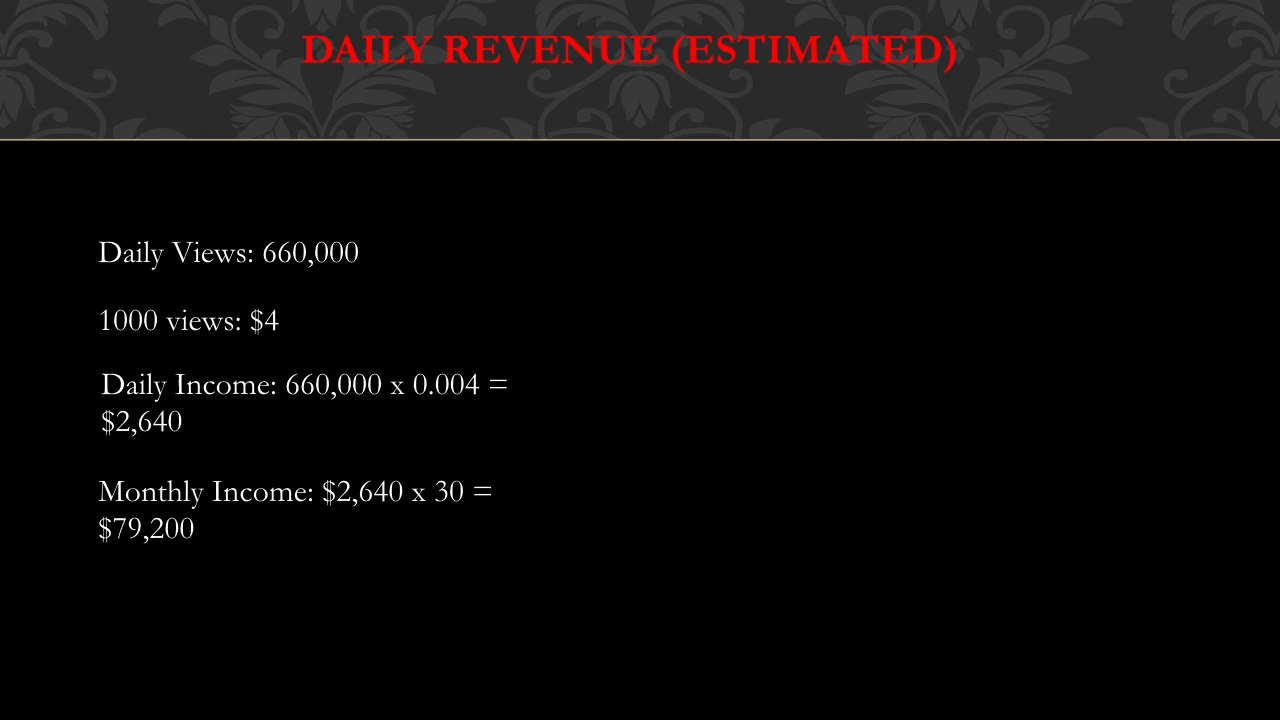 DAILY REVENUE (ESTIMATED)
Daily Views: 660,000
1000 views: $4
Daily Income: 660,000 x 0.004 =
$2,640
Monthly Income: $2,640 x 30 =
$79,200